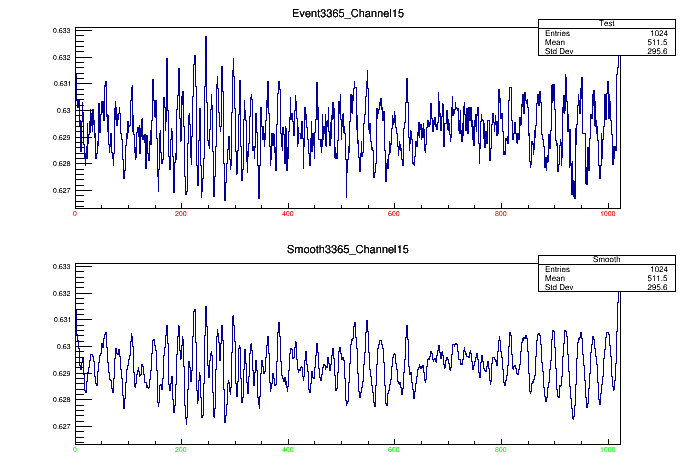 Event3365_Channel15
Test
Entries 1024
Mean 511.5
Std Dev 295.6
0.633
0.632
0.631
0.63
0.629
0.628
0.627
0 200 400 600 800 1000
Smooth3365_Channel15
Smooth
Entries 1024
Mean 511.5
Std Dev 295.6
0.633
0.632
0.631
0.63
0.629
0.628
0.627
0 200 400 600 800 1000